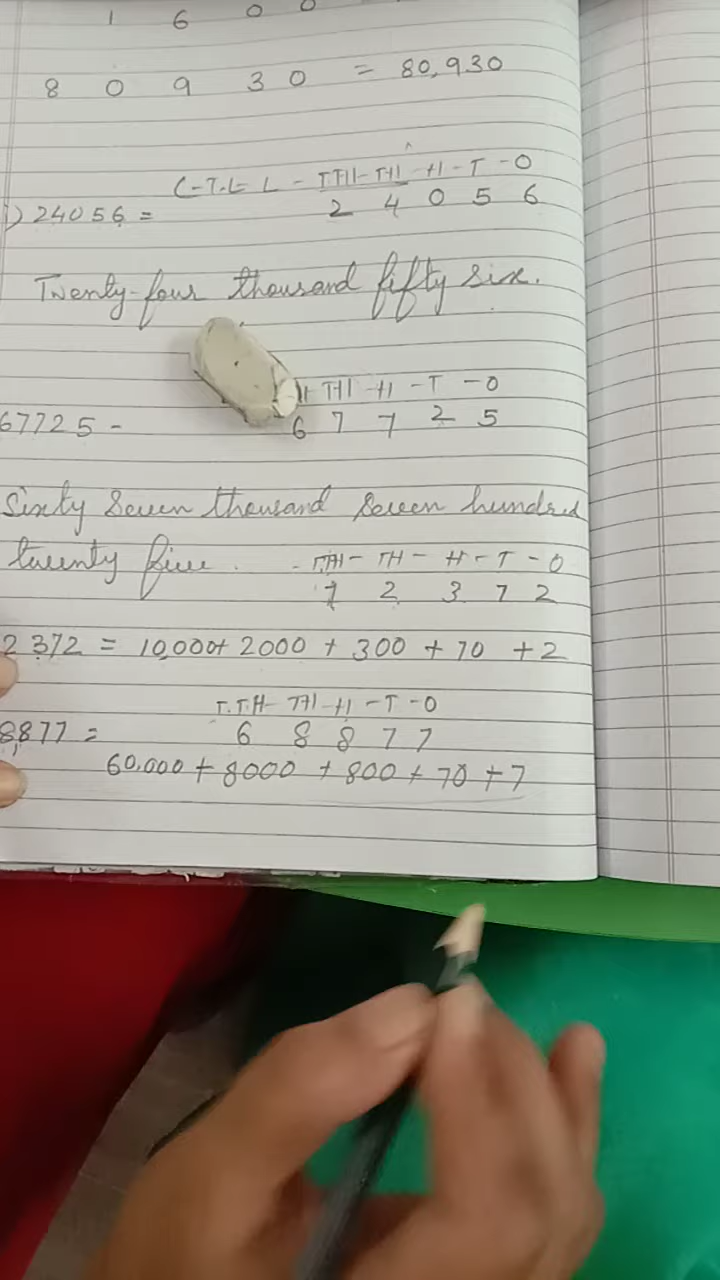 1 6 0 0
8 0 9 3 0 = 80,930
C-T.L- L - TTH-TH -H - T - O
) 24056 = 2 4 0 5 6
Twenty-four thousand fifty six.
TH -H -T -O
67725 - 6 7 7 2 5
Sixty Seven thousand Seven hundred
twenty five.
T.TH- TH - H - T - O
1 2 3 7 2
2372 = 10,000+ 2000 + 300 + 70 + 2
T.T.H- TH -H -T -O
8877 = 6 8 8 7 7
60,000 + 8000 + 800 + 70 + 7